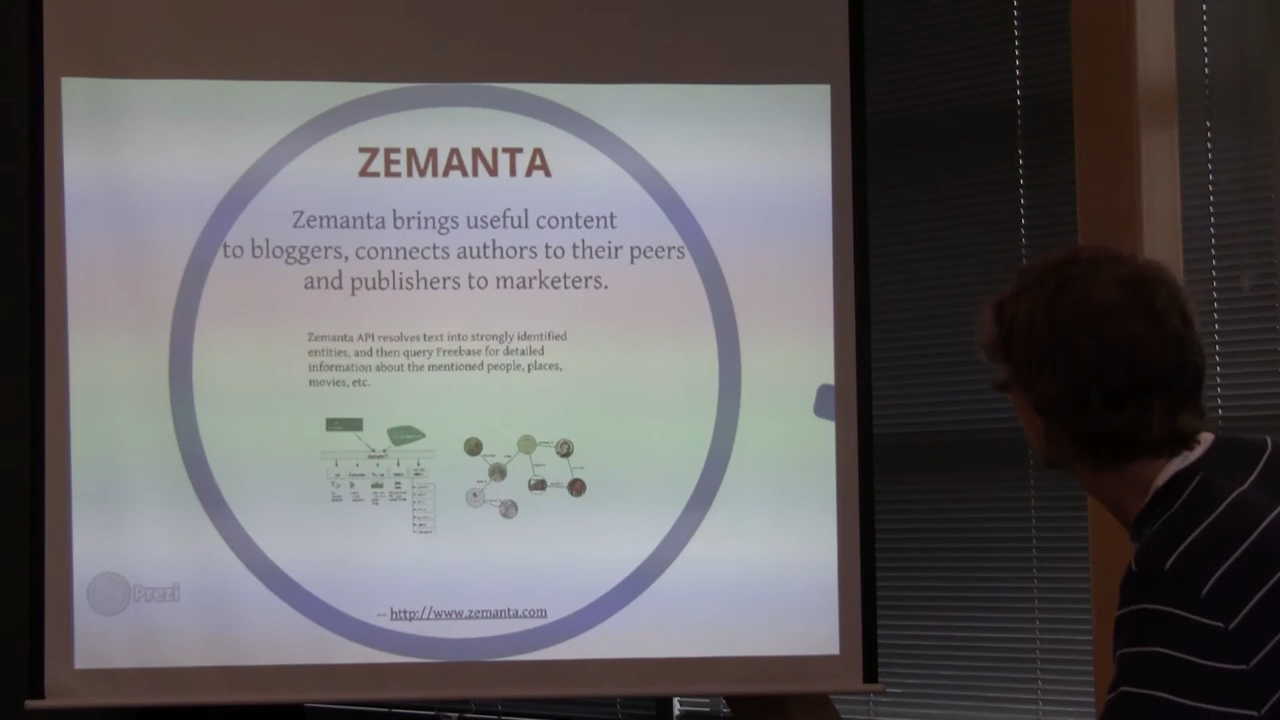 ZEMANTA
Zemanta brings useful content
to bloggers, connects authors to their peers
and publishers to marketers.
Zemanta API resolves text into strongly identified
entities, and then query Freebase for detailed
information about the mentioned people, places,
movies, etc.
Prezi
-- http://www.zemanta.com